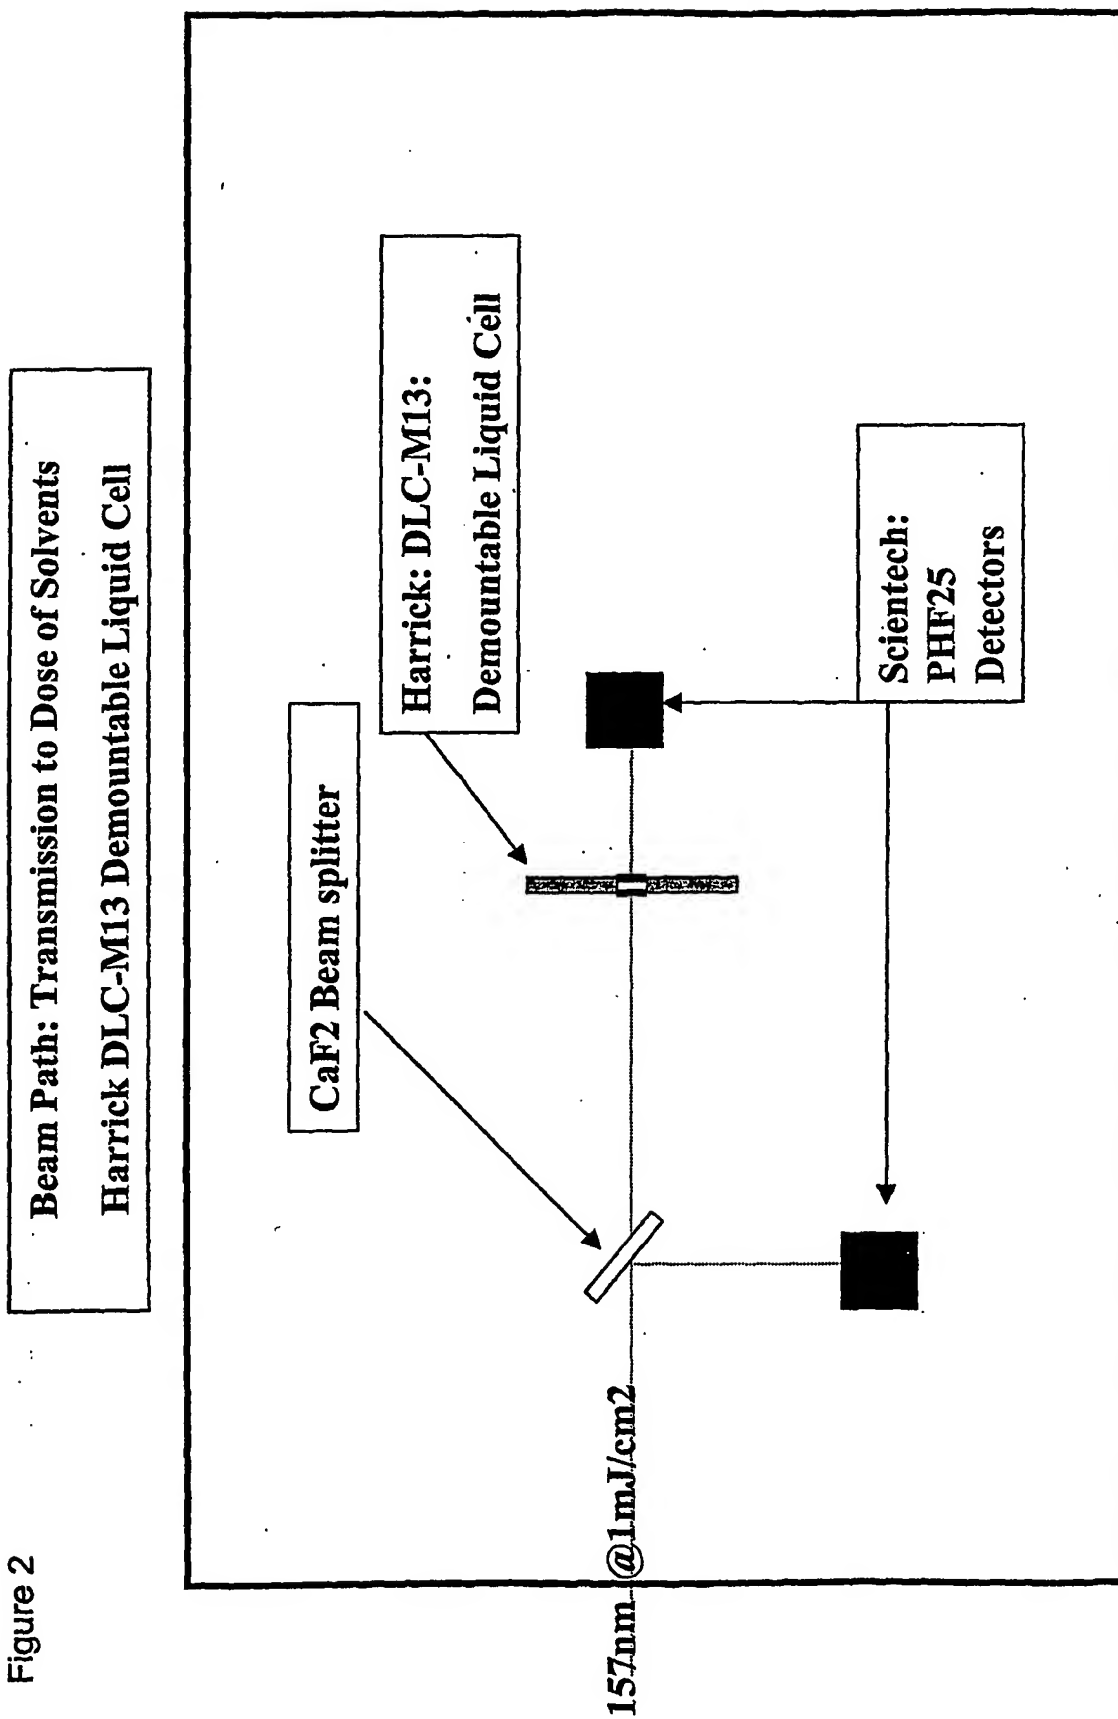 Figure 2
Beam Path: Transmission to Dose of Solvents
Harrick DLC-M13 Demountable Liquid Cell
CaF2 Beam splitter
Harrick: DLC-M13:
Demountable Liquid Cell
157nm @1mJ/cm2
Scientech:
PHF25
Detectors